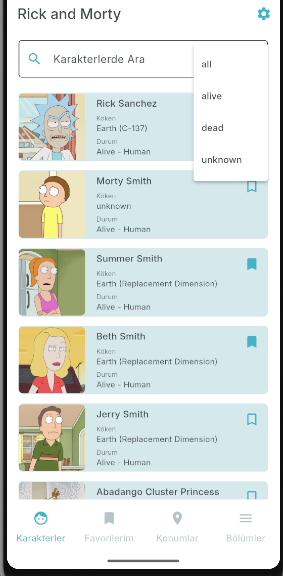 Rick and Morty
Karakterlerde Ara
all
alive
dead
unknown
Rick Sanchez
Köken
Earth (C-137)
Durum
Alive - Human
Morty Smith
Köken
unknown
Durum
Alive - Human
Summer Smith
Köken
Earth (Replacement Dimension)
Durum
Alive - Human
Beth Smith
Köken
Earth (Replacement Dimension)
Durum
Alive - Human
Jerry Smith
Köken
Earth (Replacement Dimension)
Durum
Alive - Human
Abadango Cluster Princess
Karakterler
Favorilerim
Konumlar
Bölümler